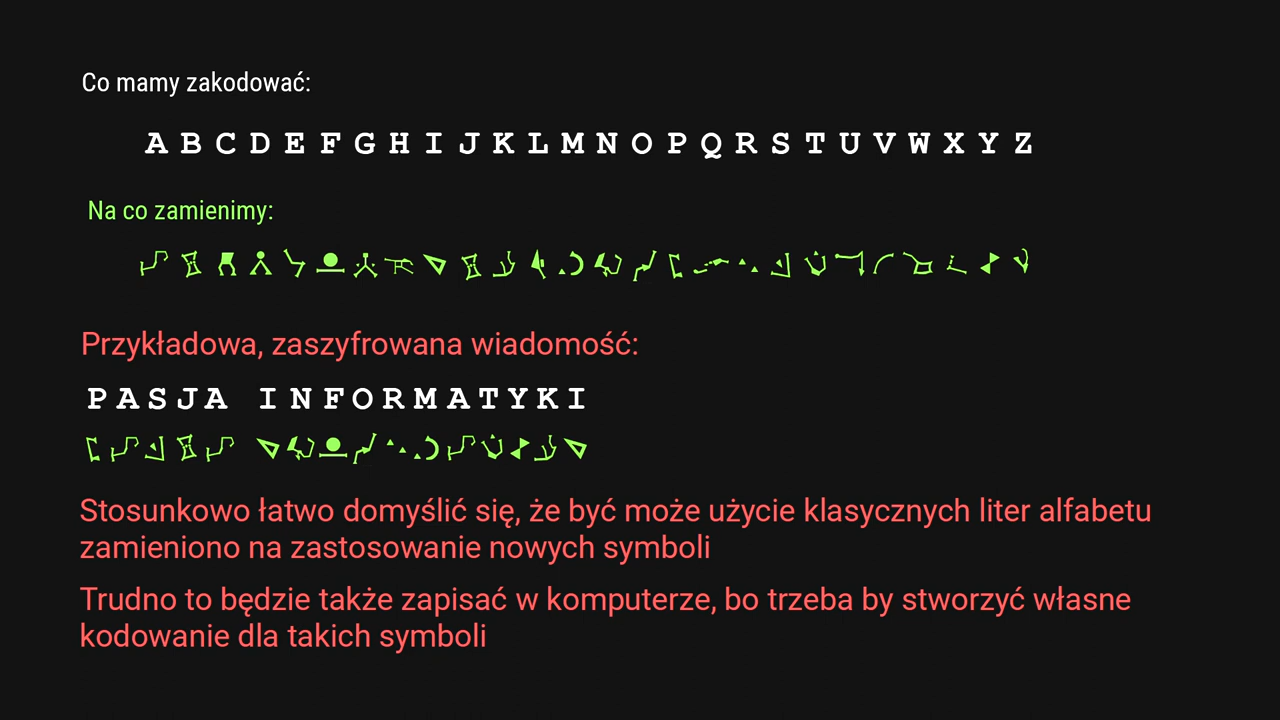 Co mamy zakodować:
A B C D E F G H I J K L M N O P Q R S T U V W X Y Z
Na co zamienimy:
Przykładowa, zaszyfrowana wiadomość:
PASJA INFORMATYKI
Stosunkowo łatwo domyślić się, że być może użycie klasycznych liter alfabetu
zamieniono na zastosowanie nowych symboli
Trudno to będzie także zapisać w komputerze, bo trzeba by stworzyć własne
kodowanie dla takich symboli